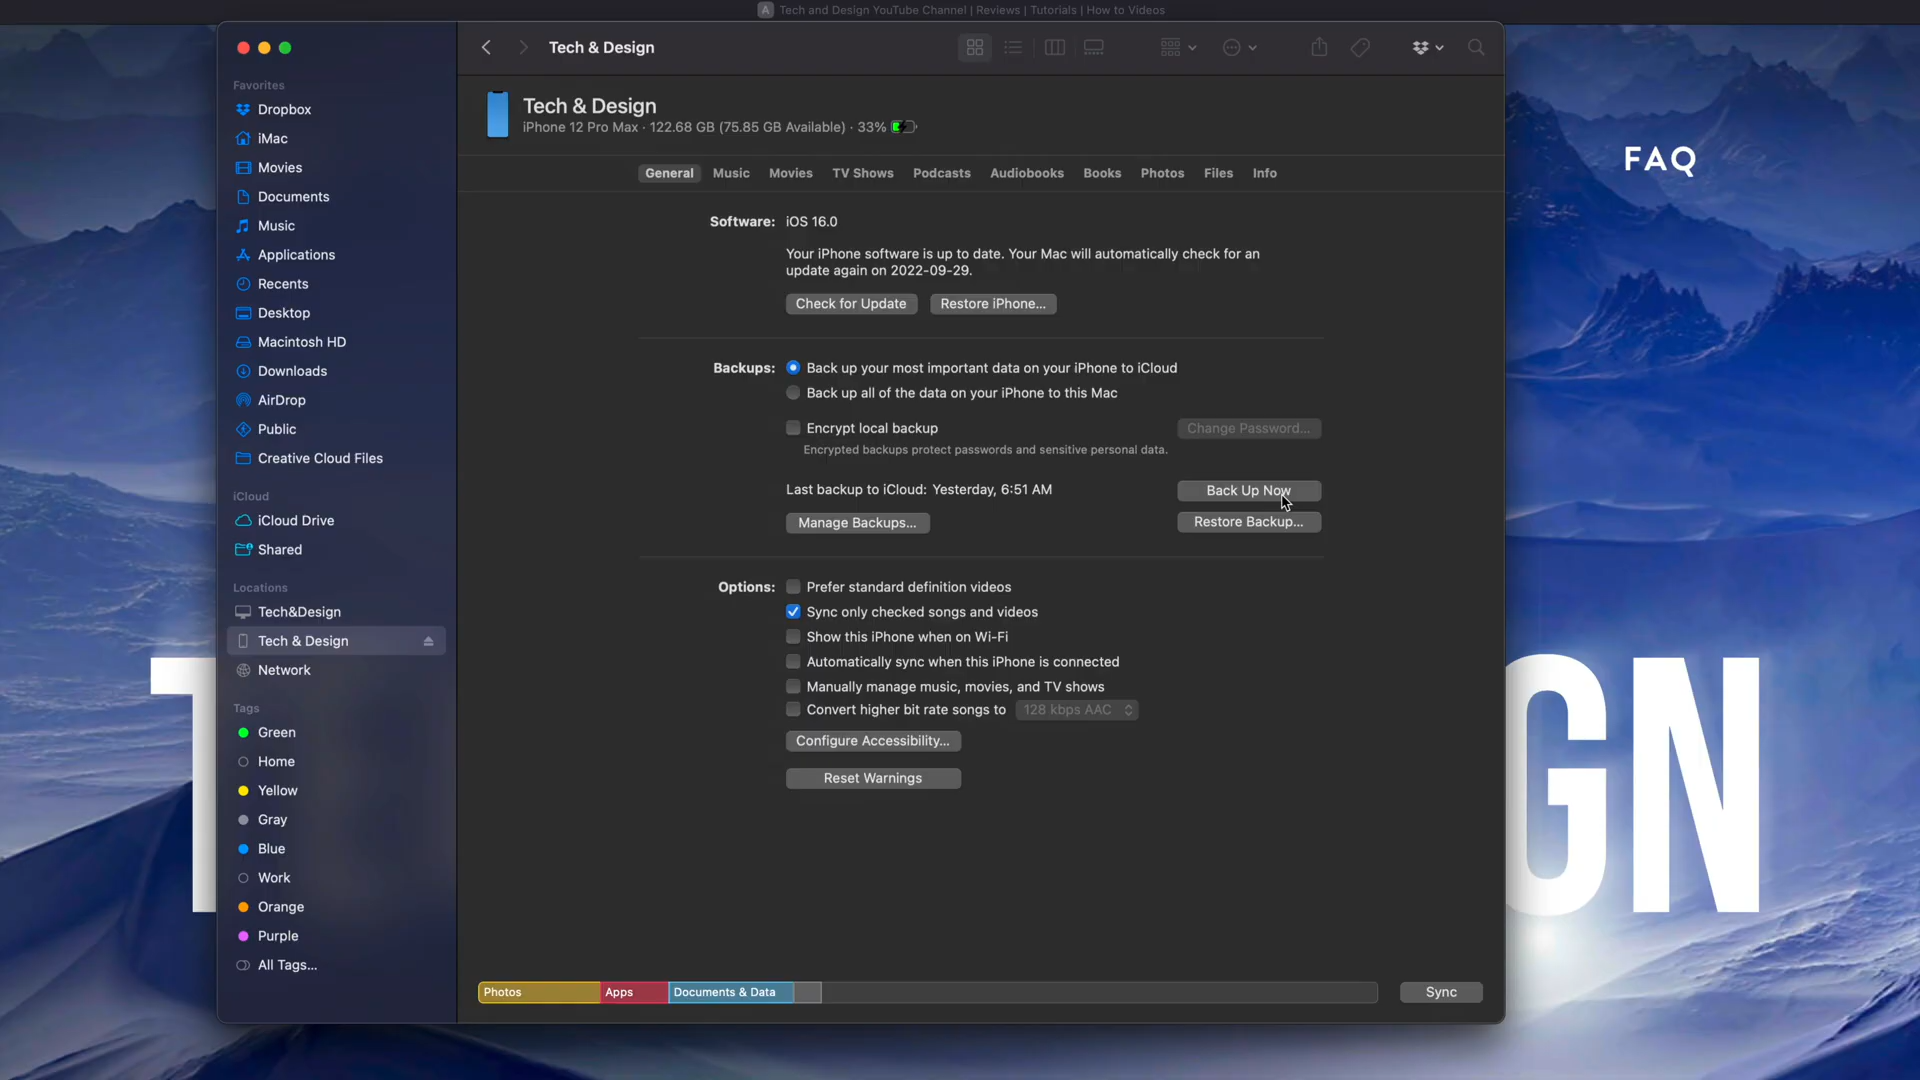 Tech and Design YouTube Channel | Reviews | Tutorials | How to Videos
Tech & Design
Favorites
Dropbox
iMac
Movies
Documents
Music
Applications
Recents
Desktop
Macintosh HD
Downloads
AirDrop
Public
Creative Cloud Files
iCloud
iCloud Drive
Shared
Locations
Tech&Design
Tech & Design
Network
Tags
Green
Home
Yellow
Gray
Blue
Work
Orange
Purple
All Tags...
Tech & Design
iPhone 12 Pro Max · 122.68 GB (75.85 GB Available) · 33%
General Music Movies TV Shows Podcasts Audiobooks Books Photos Files Info
Software: iOS 16.0
Your iPhone software is up to date. Your Mac will automatically check for an
update again on 2022-09-29.
Check for Update Restore iPhone...
Backups: Back up your most important data on your iPhone to iCloud
Back up all of the data on your iPhone to this Mac
Encrypt local backup Change Password...
Encrypted backups protect passwords and sensitive personal data.
Last backup to iCloud: Yesterday, 6:51 AM Back Up Now
Manage Backups... Restore Backup...
Options: Prefer standard definition videos
Sync only checked songs and videos
Show this iPhone when on Wi-Fi
Automatically sync when this iPhone is connected
Manually manage music, movies, and TV shows
Convert higher bit rate songs to 128 kbps AAC
Configure Accessibility...
Reset Warnings
Photos Apps Documents & Data Sync
FAQ
T GN